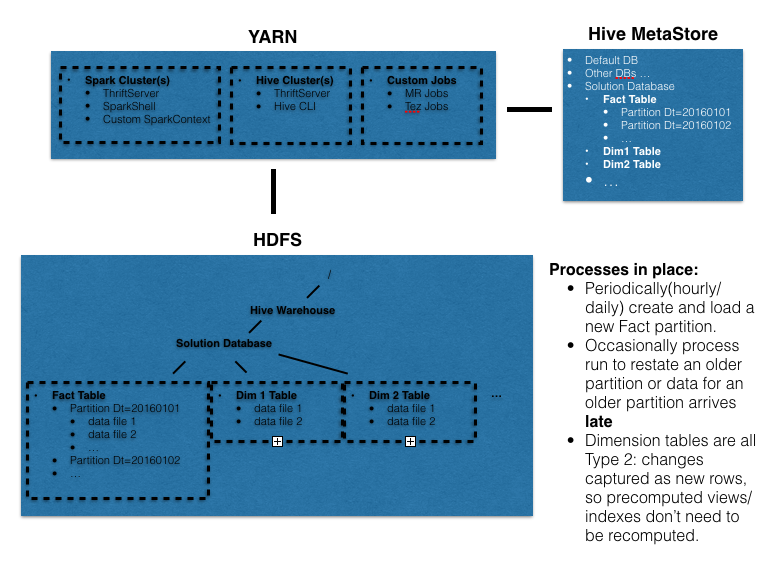 YARN
Spark Cluster(s)
ThriftServer
SparkShell
Custom SparkContext
Hive Cluster(s)
ThriftServer
Hive CLI
Custom Jobs
MR Jobs
Tez Jobs
Hive MetaStore
Default DB
Other DBs ...
Solution Database
Fact Table
Partition Dt=20160101
Partition Dt=20160102
...
Dim1 Table
Dim2 Table
...
HDFS
/
Hive Warehouse
Solution Database
Fact Table
Partition Dt=20160101
data file 1
data file 2
...
Partition Dt=20160102
...
Dim 1 Table
data file 1
data file 2
Dim 2 Table
data file 1
data file 2
...
Processes in place:
Periodically(hourly/
daily) create and load a
new Fact partition.
Occasionally process
run to restate an older
partition or data for an
older partition arrives
late
Dimension tables are all
Type 2: changes
captured as new rows,
so precomputed views/
indexes don’t need to
be recomputed.